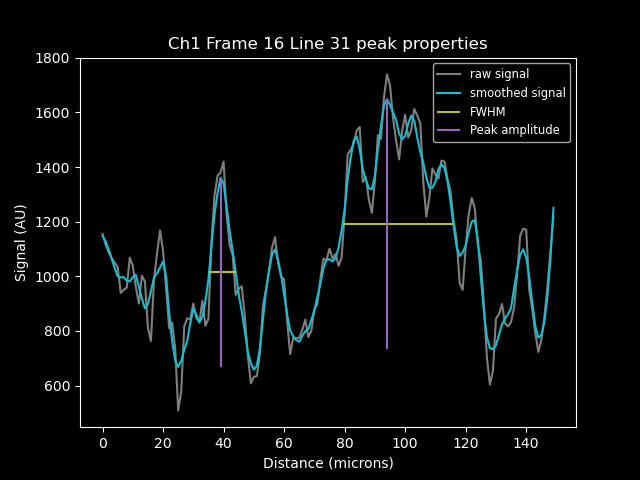 Ch1 Frame 16 Line 31 peak properties
raw signal
smoothed signal
FWHM
Peak amplitude
1800
1600
1400
1200
1000
800
600
Signal (AU)
0 20 40 60 80 100 120 140
Distance (microns)